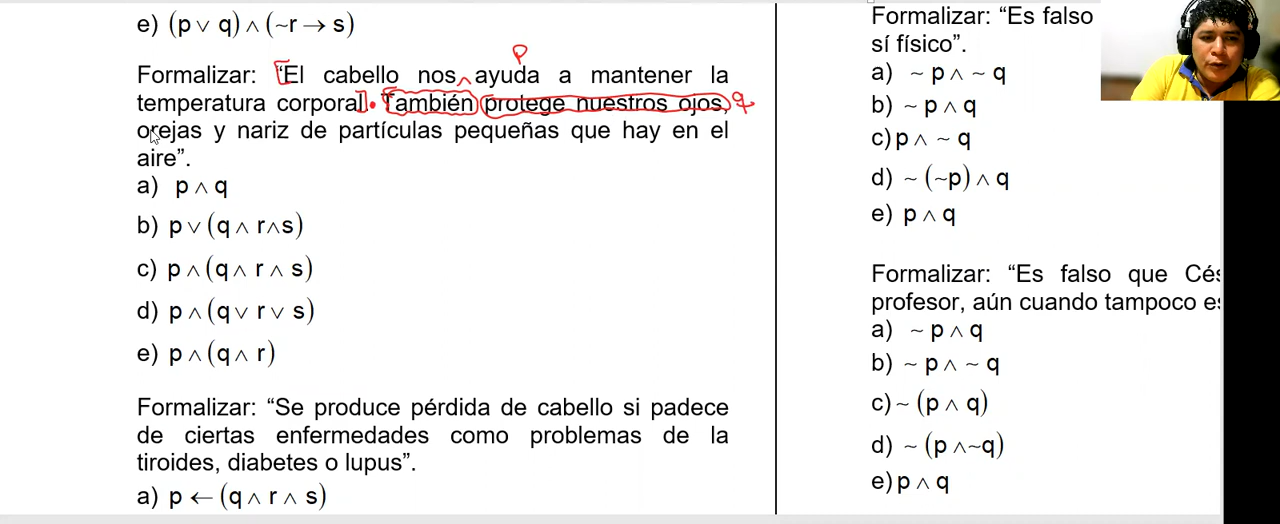 e) (p ∨ q) ∧ (~r → s)
p
Formalizar: “El cabello nos ayuda a mantener la
temperatura corporal. También protege nuestros ojos, q
orejas y nariz de partículas pequeñas que hay en el
aire”.
a) p ∧ q
b) p ∨ (q ∧ r∧s)
c) p ∧ (q ∧ r ∧ s)
d) p ∧ (q ∨ r ∨ s)
e) p ∧ (q ∧ r)
Formalizar: “Se produce pérdida de cabello si padece
de ciertas enfermedades como problemas de la
tiroides, diabetes o lupus”.
a) p ← (q ∧ r ∧ s)
Formalizar: “Es falso
sí físico”.
a) ~ p ∧ ~ q
b) ~ p ∧ q
c) p ∧ ~ q
d) ~ (~p) ∧ q
e) p ∧ q
Formalizar: “Es falso que Cés
profesor, aún cuando tampoco es
a) ~ p ∧ q
b) ~ p ∧ ~ q
c) ~ (p ∧ q)
d) ~ (p ∧~q)
e) p ∧ q